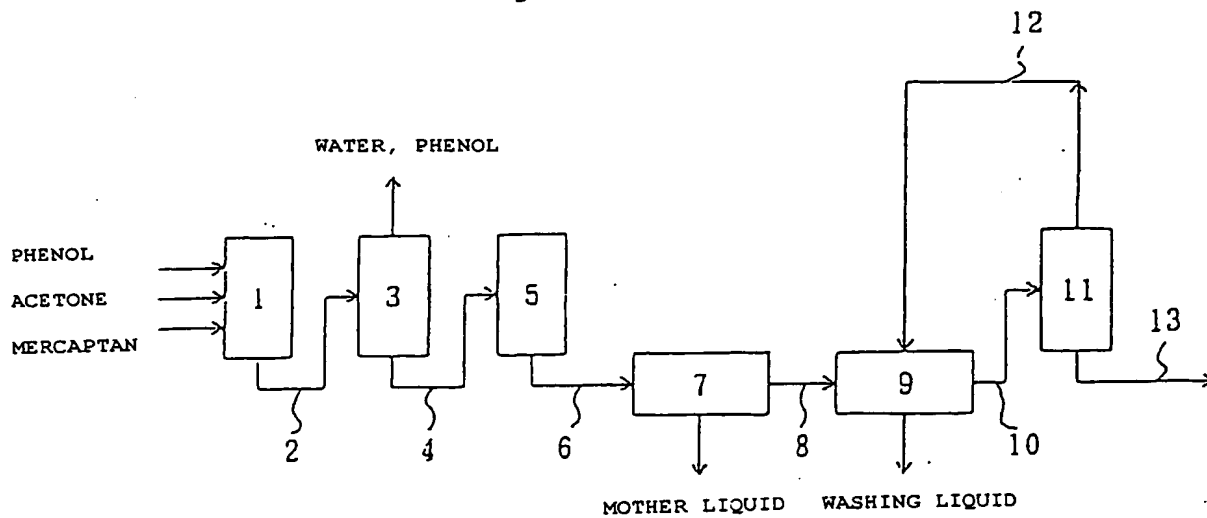 12
WATER, PHENOL
PHENOL
ACETONE
MERCAPTAN
1
3
5
11
13
7
9
2
4
6
8
10
MOTHER LIQUID
WASHING LIQUID